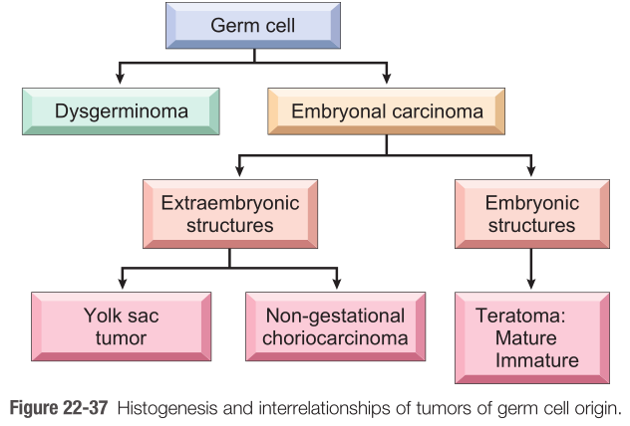 Germ cell
Dysgerminoma
Embryonal carcinoma
Extraembryonic
structures
Embryonic
structures
Yolk sac
tumor
Non-gestational
choriocarcinoma
Teratoma:
Mature
Immature
Figure 22-37 Histogenesis and interrelationships of tumors of germ cell origin.